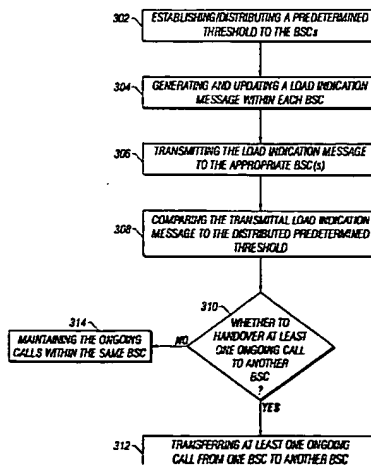 302
ESTABLISHING/DISTRIBUTING A PREDETERMINED
THRESHOLD TO THE BSCs
304
GENERATING AND UPDATING A LOAD INDICATION
MESSAGE WITHIN EACH BSC
306
TRANSMITTING THE LOAD INDICATION MESSAGE
TO THE APPROPRIATE BSC(s)
308
COMPARING THE TRANSMITTAL LOAD INDICATION
MESSAGE TO THE DISTRIBUTED PREDETERMINED
THRESHOLD
310
WHETHER TO
HANDOVER AT LEAST
ONE ONGOING CALL
TO ANOTHER
BSC
?
314
MAINTAINING THE ONGOING
CALLS WITHIN THE SAME BSC
NO
YES
312
TRANSFERRING AT LEAST ONE ONGOING
CALL FROM ONE BSC TO ANOTHER BSC